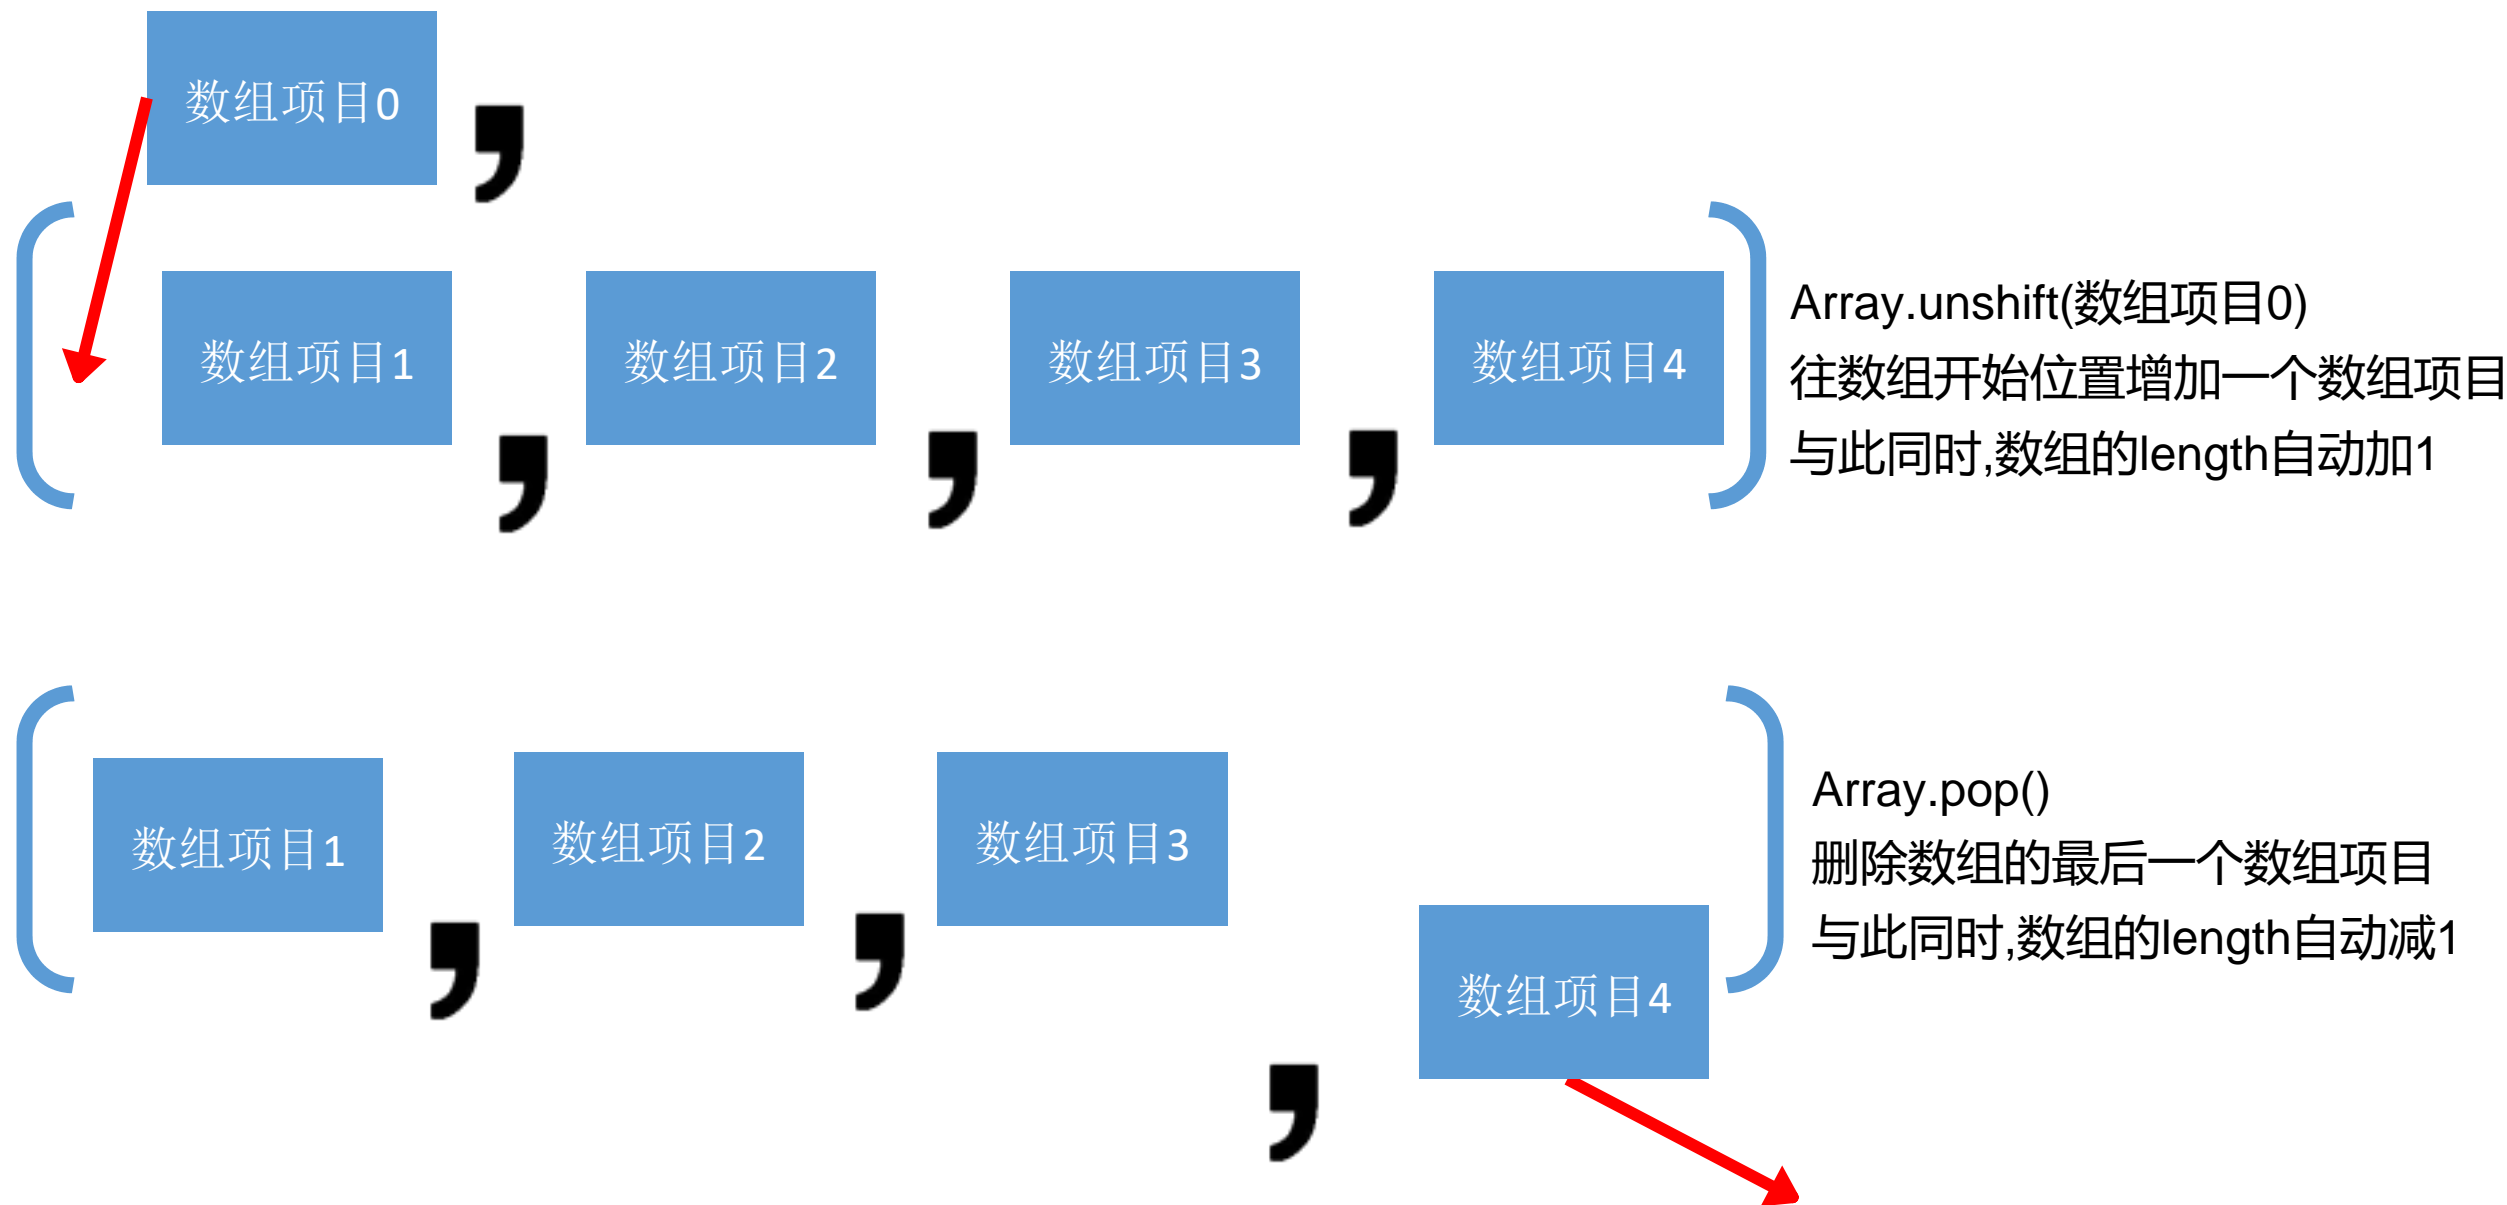 数组项目0
,
数组项目1 , 数组项目2 , 数组项目3 , 数组项目4
Array.unshift(数组项目0)
往数组开始位置增加一个数组项目
与此同时,数组的length自动加1
数组项目1 , 数组项目2 , 数组项目3 , 数组项目4
Array.pop()
删除数组的最后一个数组项目
与此同时,数组的length自动减1